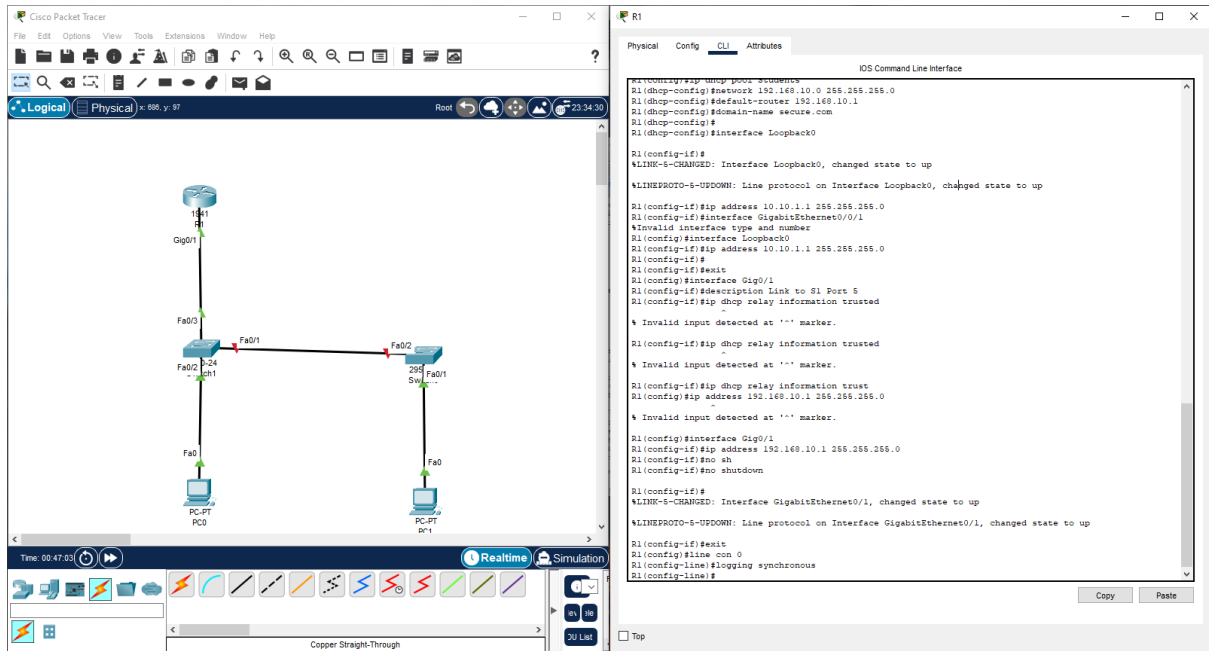 Cisco Packet Tracer
File Edit Options View Tools Extensions Window Help
?
Logical
Physical
x: 686, y: 97
Root
23:34:30
1941
R1
Gig0/1
Fa0/3
Fa0/1
Fa0/2
Fa0/2
Fa0/1
Fa0
Fa0
PC-PT
PC0
PC-PT
PC1
Time: 00:47:03
Realtime
Simulation
Copper Straight-Through
R1
Physical Config CLI Attributes
IOS Command Line Interface
R1(config)#ip dhcp pool Students
R1(dhcp-config)#network 192.168.10.0 255.255.255.0
R1(dhcp-config)#default-router 192.168.10.1
R1(dhcp-config)#domain-name secure.com
R1(dhcp-config)#
R1(dhcp-config)#interface Loopback0
R1(config-if)#
%LINK-5-CHANGED: Interface Loopback0, changed state to up
%LINEPROTO-5-UPDOWN: Line protocol on Interface Loopback0, changed state to up
R1(config-if)#ip address 10.10.1.1 255.255.255.0
R1(config-if)#interface GigabitEthernet0/0/1
%Invalid interface type and number
R1(config)#interface Loopback0
R1(config-if)#ip address 10.10.1.1 255.255.255.0
R1(config-if)#
R1(config-if)#exit
R1(config)#interface Gig0/1
R1(config-if)#description Link to S1 Port 5
R1(config-if)#ip dhcp relay information trusted
^
% Invalid input detected at '^' marker.
R1(config-if)#ip dhcp relay information trusted
^
% Invalid input detected at '^' marker.
R1(config-if)#ip dhcp relay information trust
R1(config)#ip address 192.168.10.1 255.255.255.0
^
% Invalid input detected at '^' marker.
R1(config)#interface Gig0/1
R1(config-if)#ip address 192.168.10.1 255.255.255.0
R1(config-if)#no sh
R1(config-if)#no shutdown
R1(config-if)#
%LINK-5-CHANGED: Interface GigabitEthernet0/1, changed state to up
%LINEPROTO-5-UPDOWN: Line protocol on Interface GigabitEthernet0/1, changed state to up
R1(config-if)#exit
R1(config)#line con 0
R1(config-line)#logging synchronous
R1(config-line)#
Copy Paste
Top